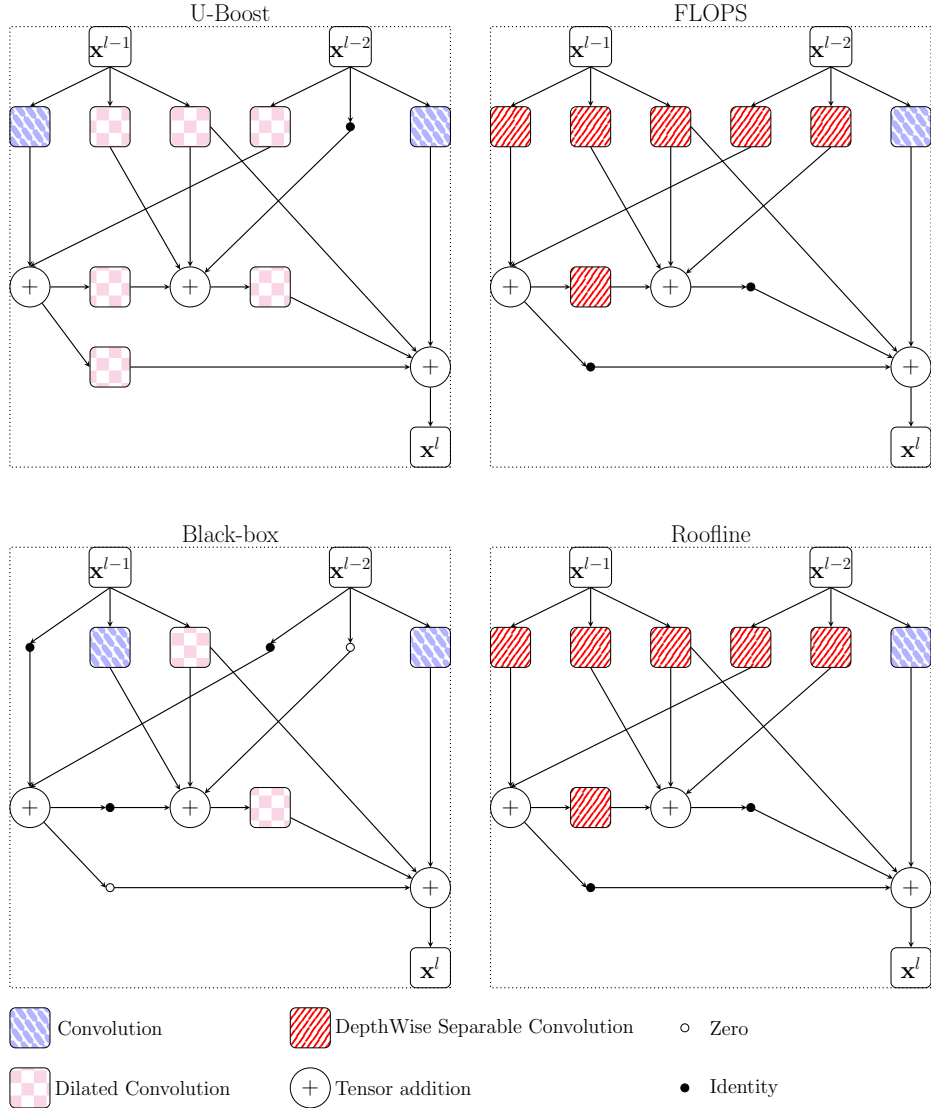 U-Boost FLOPS
x^{l-1} x^{l-2} x^{l-1} x^{l-2}
+ + + +
+ +
x^l x^l
Black-box Roofline
x^{l-1} x^{l-2} x^{l-1} x^{l-2}
+ + + +
+ +
x^l x^l
Convolution DepthWise Separable Convolution Zero
Dilated Convolution + Tensor addition Identity